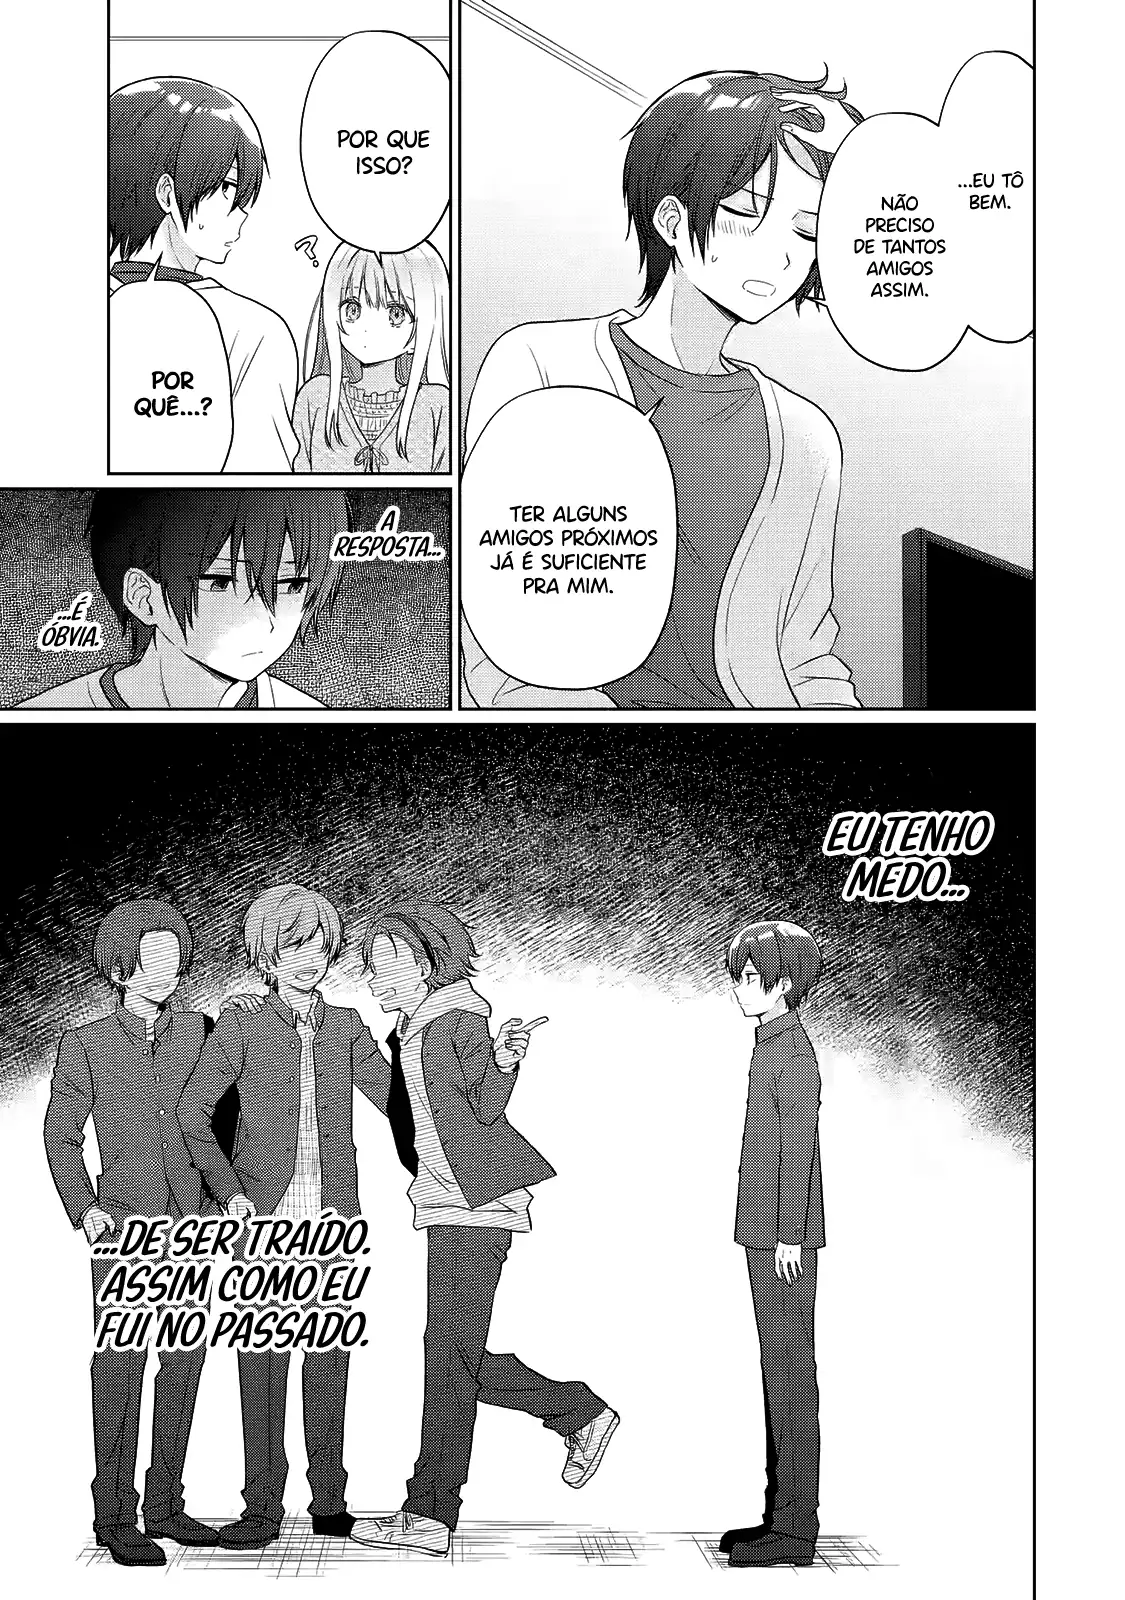 ...EU TÔ
BEM.
NÃO
PRECISO
DE TANTOS
AMIGOS
ASSIM.
TER ALGUNS
AMIGOS PRÓXIMOS
JÁ É SUFICIENTE
PRA MIM.
POR QUE
ISSO?
?
POR
QUÊ...?
A
RESPOSTA...
...É
ÓBVIA.
EU TENHO
MEDO...
...DE SER TRAÍDO.
ASSIM COMO EU
FUI NO PASSADO.